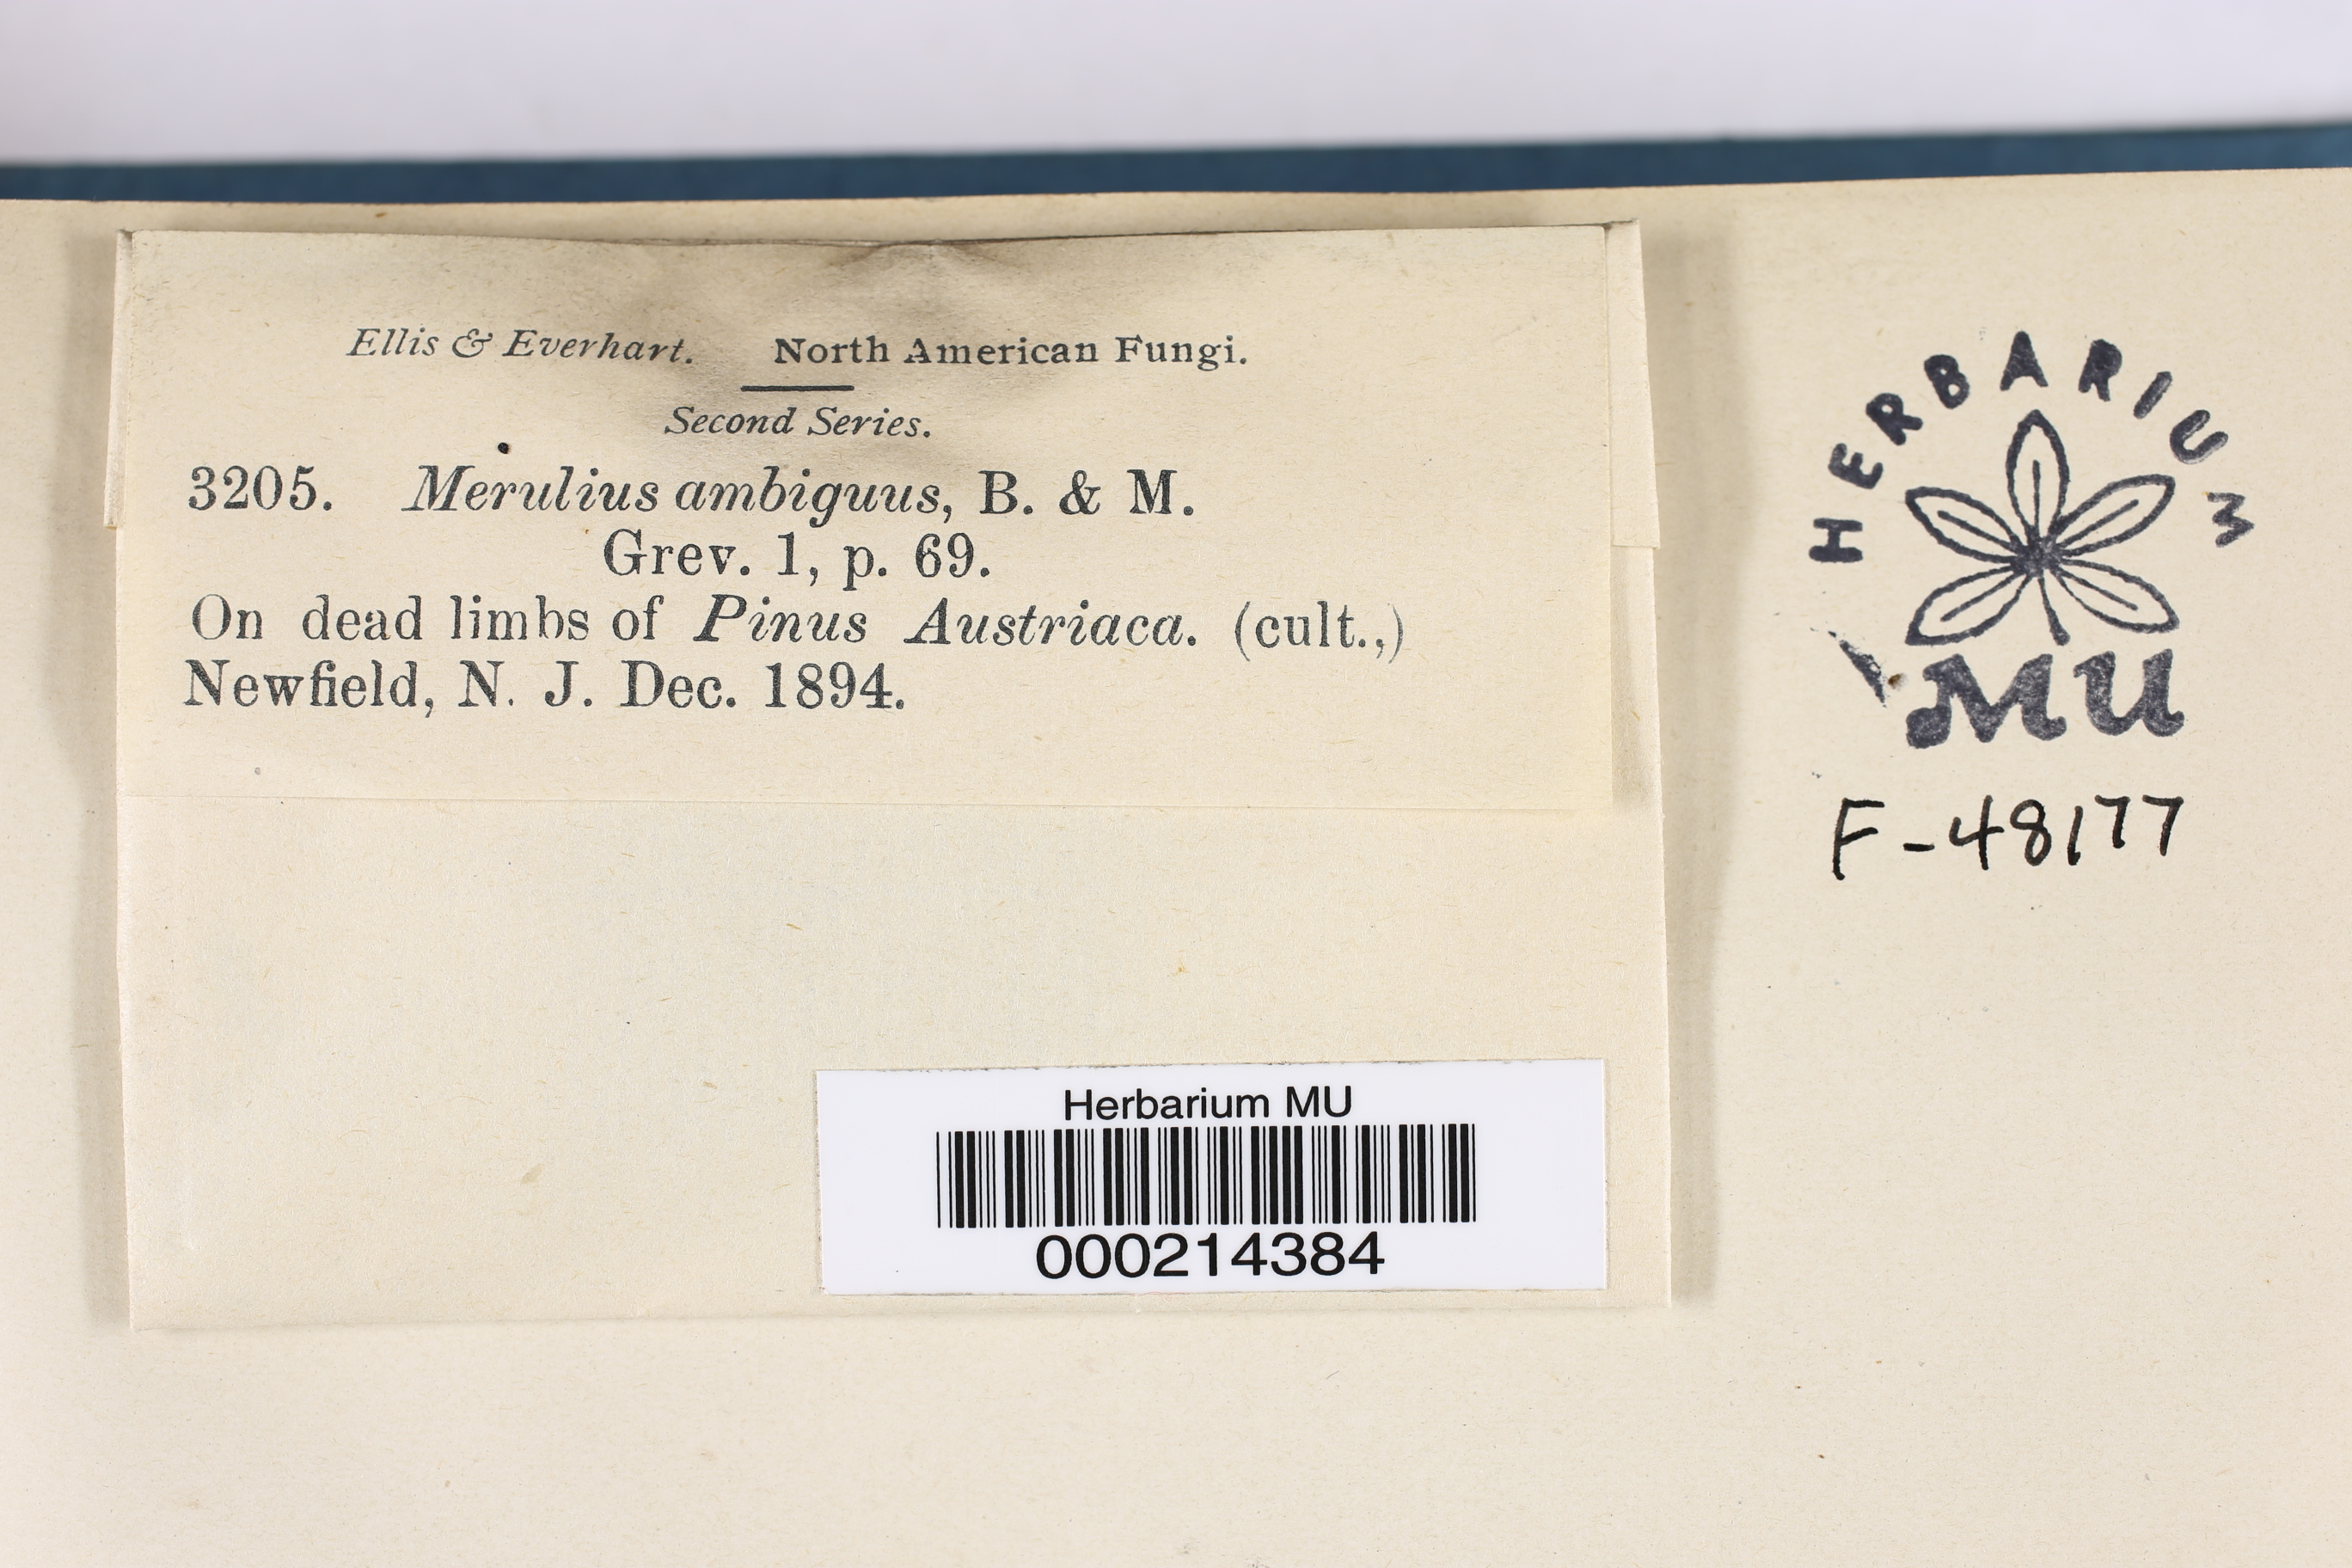 Ellis & Everhart. North American Fungi.
Second Series.
3205. Merulius ambiguus, B. & M.
Grev. 1, p. 69.
On dead limbs of Pinus Austriaca. (cult.,)
Newfield, N. J. Dec. 1894.
HERBARIUM
MU
F-48177
Herbarium MU
000214384